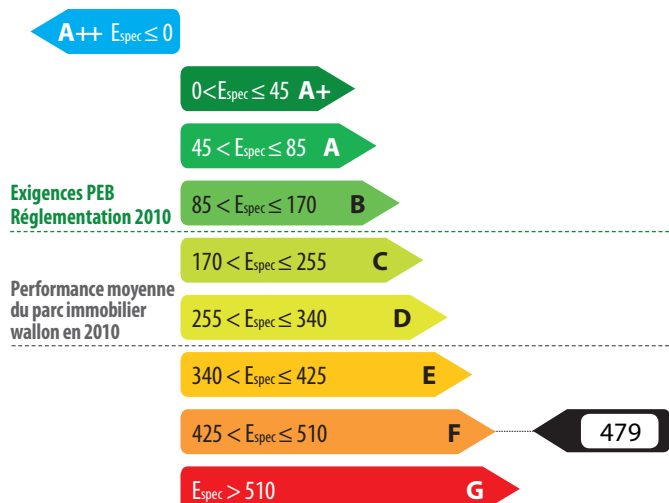 A++ Espec ≤ 0
0<Espec ≤ 45 A+
45 < Espec ≤ 85 A
Exigences PEB
Réglementation 2010
85 < Espec ≤ 170 B
170 < Espec ≤ 255 C
Performance moyenne
du parc immobilier
wallon en 2010
255 < Espec ≤ 340 D
340 < Espec ≤ 425 E
425 < Espec ≤ 510 F
479
Espec > 510 G